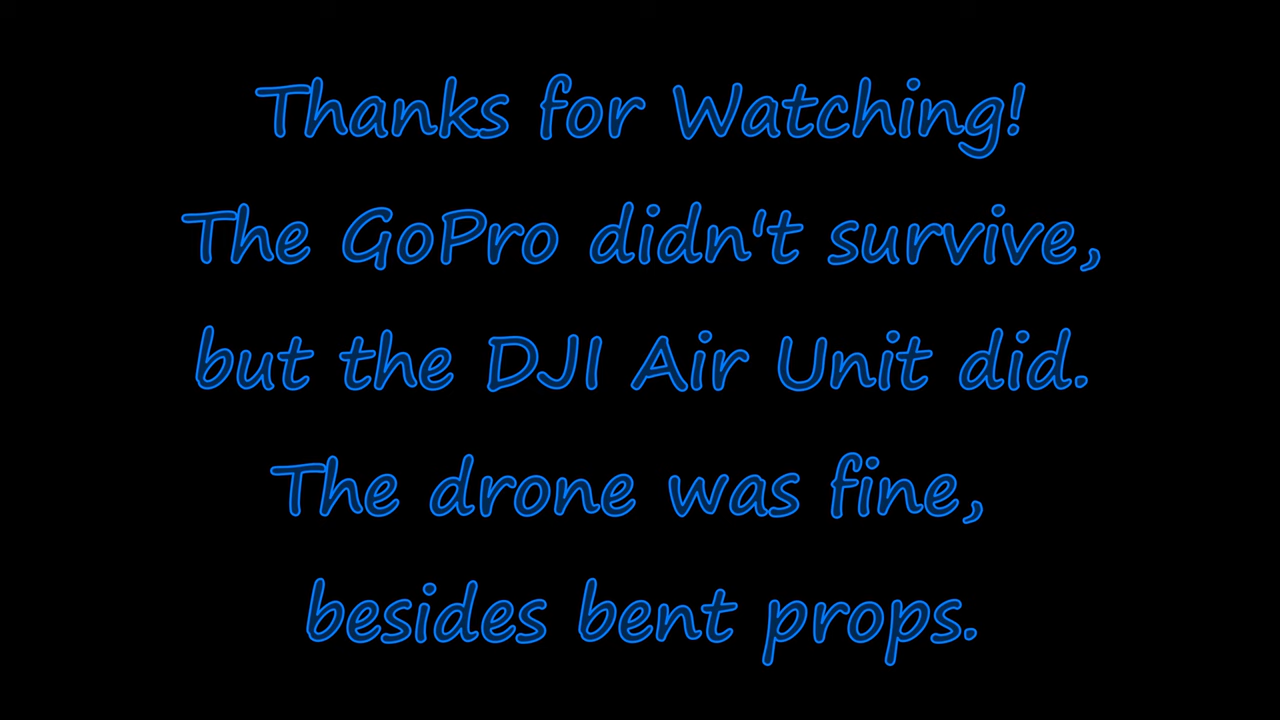 Thanks for Watching!
The GoPro didn't survive,
but the DJI Air Unit did.
The drone was fine,
besides bent props.